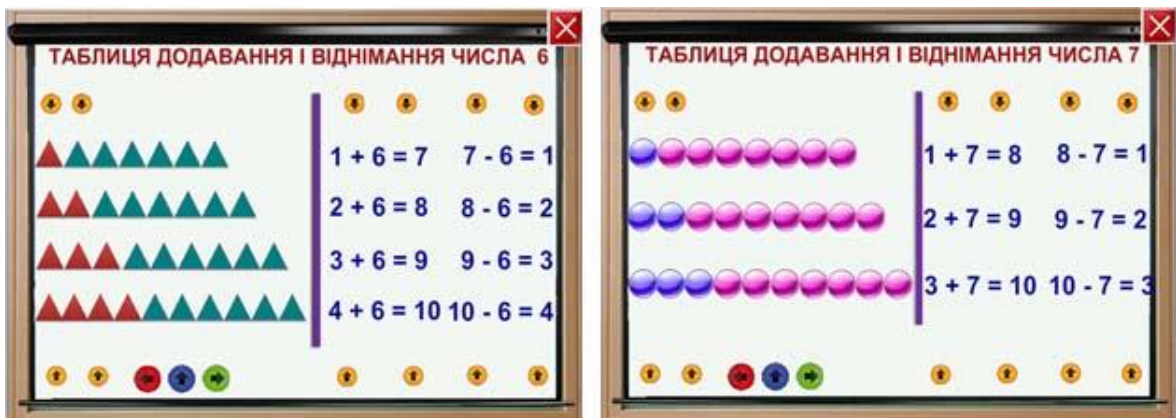 ТАБЛИЦЯ ДОДАВАННЯ І ВІДНІМАННЯ ЧИСЛА 6
1 + 6 = 7 7 - 6 = 1
2 + 6 = 8 8 - 6 = 2
3 + 6 = 9 9 - 6 = 3
4 + 6 = 10 10 - 6 = 4
ТАБЛИЦЯ ДОДАВАННЯ І ВІДНІМАННЯ ЧИСЛА 7
1 + 7 = 8 8 - 7 = 1
2 + 7 = 9 9 - 7 = 2
3 + 7 = 10 10 - 7 = 3